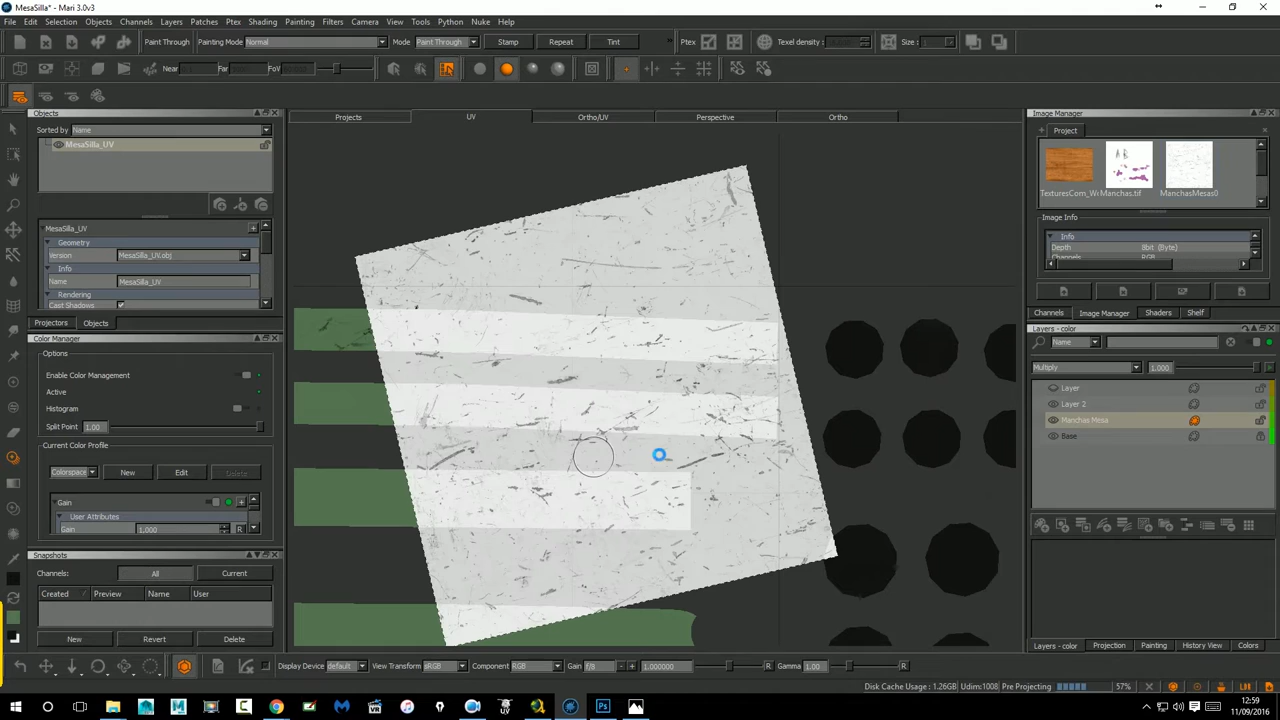 MesaSilla* - Mari 3.0v3
File Edit Selection Objects Channels Layers Patches Ptex Shading Painting Filters Camera View Tools Python Nuke Help
Paint Through Painting Mode Normal Mode Paint Through Stamp Repeat Tint Ptex Texel density: Size:
Near Far FoV
Objects
Sorted by Name
MesaSilla_UV
MesaSilla_UV
Geometry
Version MesaSilla_UV.obj
Info
Name MesaSilla_UV
Rendering
Cast Shadows
Projectors Objects
Color Manager
Options
Enable Color Management
Active
Histogram
Split Point 1.00
Current Color Profile
Colorspace New Edit Delete
Gain
User Attributes
Gain 1.000 R
Snapshots
Channels: All Current
Created Preview Name User
New Revert Delete
Projects UV Ortho/UV Perspective Ortho
Image Manager
Project
TexturesCom_W Manchas.tif ManchasMesas0
Image Info
Info
Depth 8bit (Byte)
Channels RGB
Channels Image Manager Shaders Shelf
Layers - color
Name
Multiply 1.000
Layer
Layer 2
Manchas Mesa
Base
Layers - color Projection Painting History View Colors
Display Device default View Transform sRGB Component RGB Gain f/8 - + 1.000000 R Gamma 1.00 R
Disk Cache Usage : 1.26GB Udim:1008 Pre Projecting 57%
12:59
11/09/2016